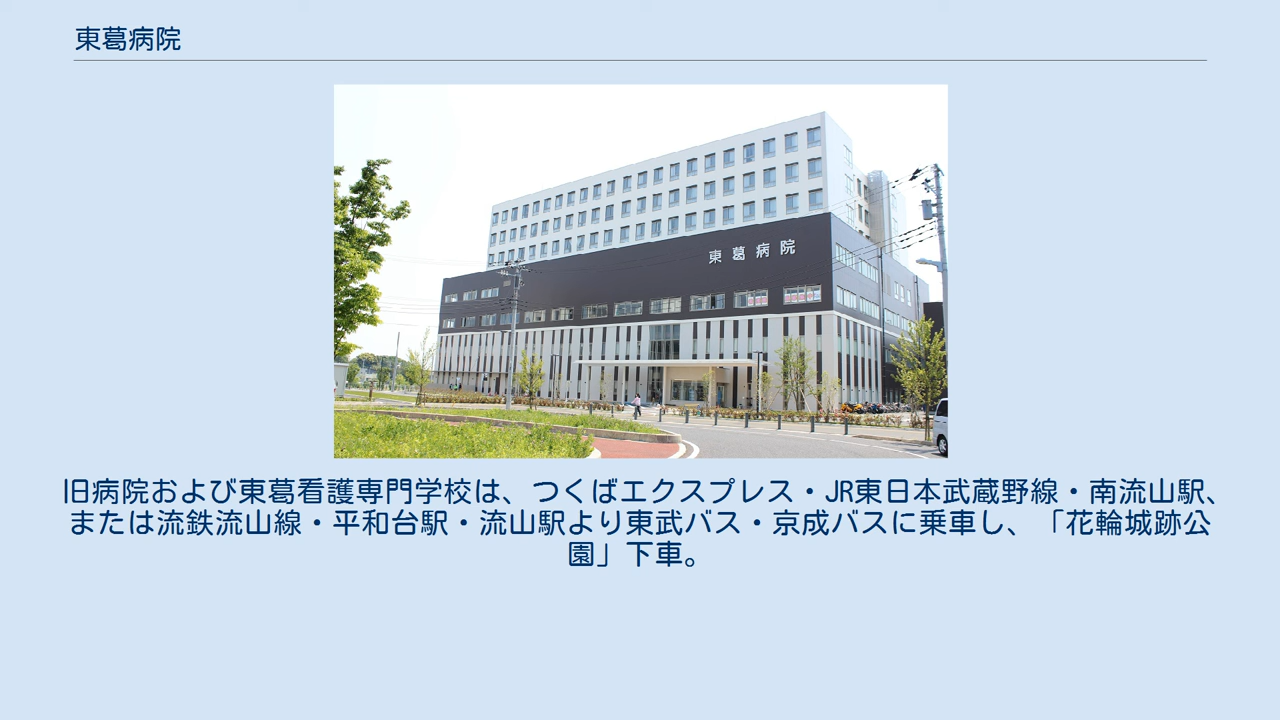 東葛病院
東葛病院
旧病院および東葛看護専門学校は、つくばエクスプレス・JR東日本武蔵野線・南流山駅、
または流鉄流山線・平和台駅・流山駅より東武バス・京成バスに乗車し、「花輪城跡公
園」下車。